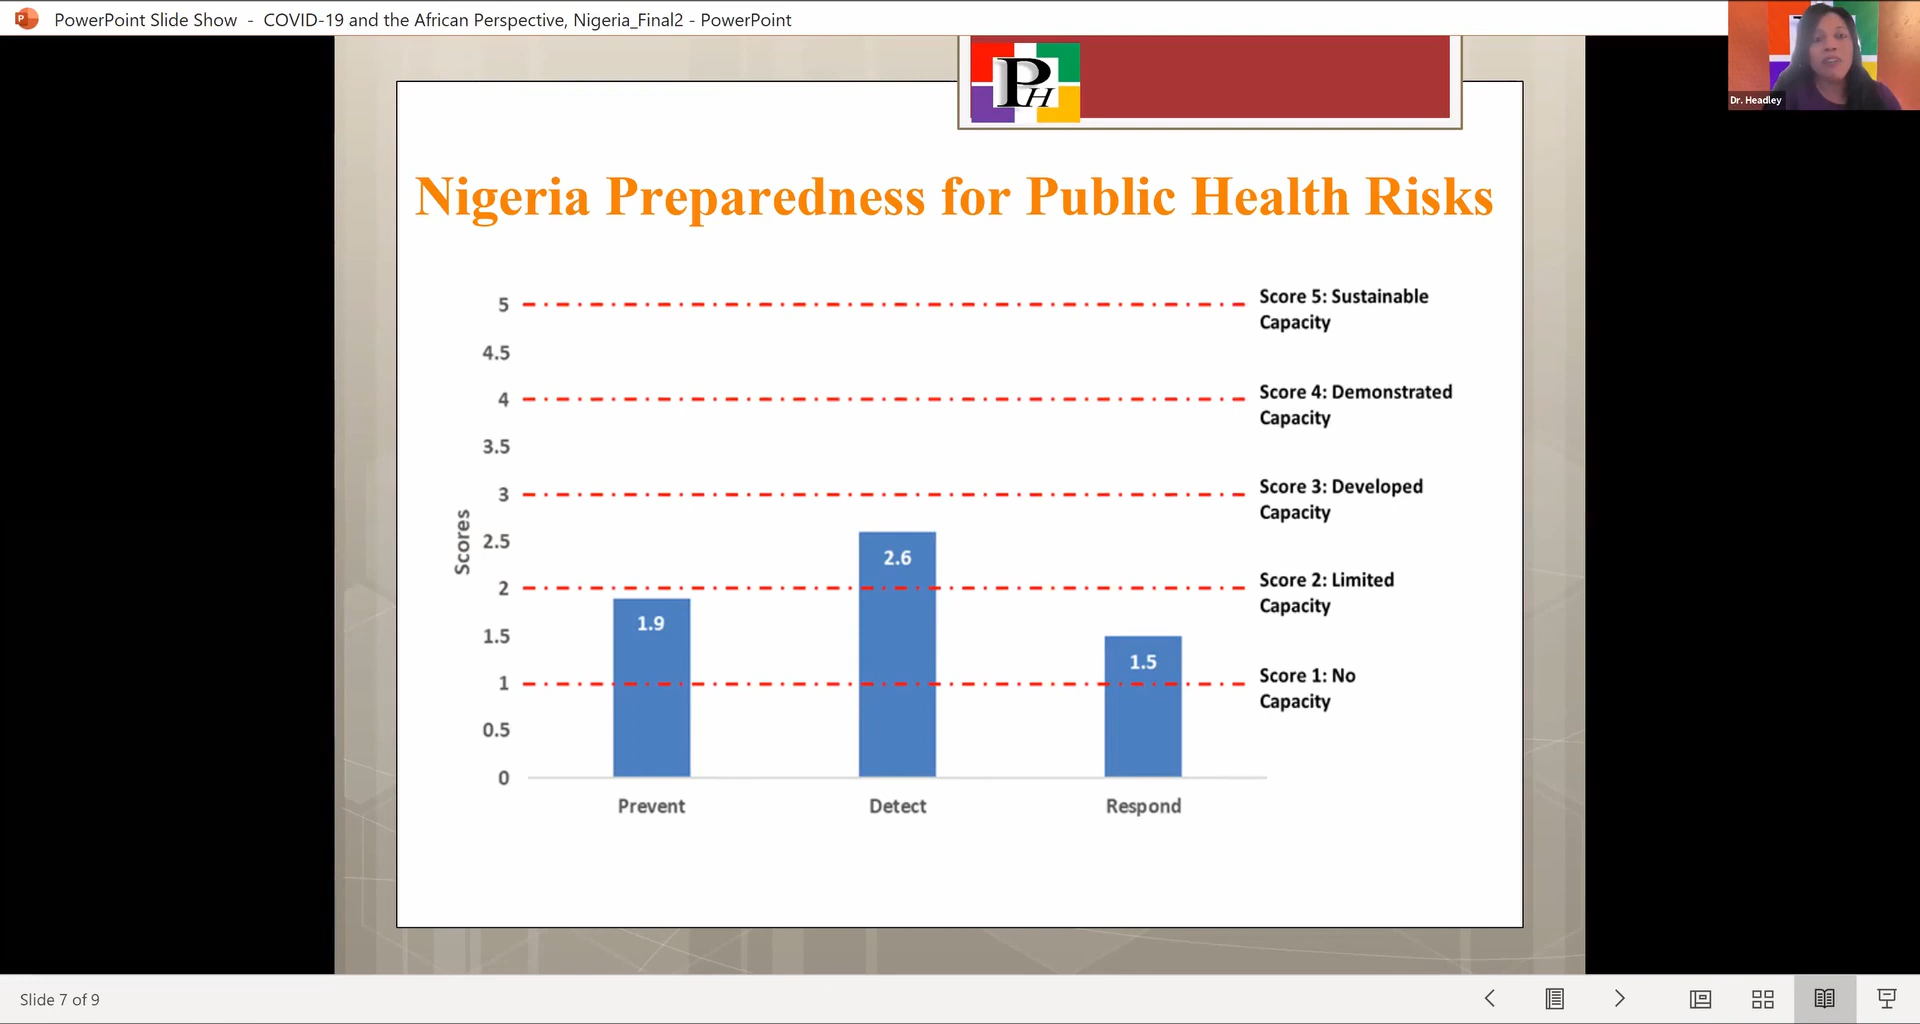 PowerPoint Slide Show - COVID-19 and the African Perspective, Nigeria_Final2 - PowerPoint
Dr. Headley
PH
Nigeria Preparedness for Public Health Risks
Scores
5
4.5
4
3.5
3
2.5
2
1.5
1
0.5
0
Score 5: Sustainable
Capacity
Score 4: Demonstrated
Capacity
Score 3: Developed
Capacity
Score 2: Limited
Capacity
Score 1: No
Capacity
1.9
2.6
1.5
Prevent
Detect
Respond
Slide 7 of 9